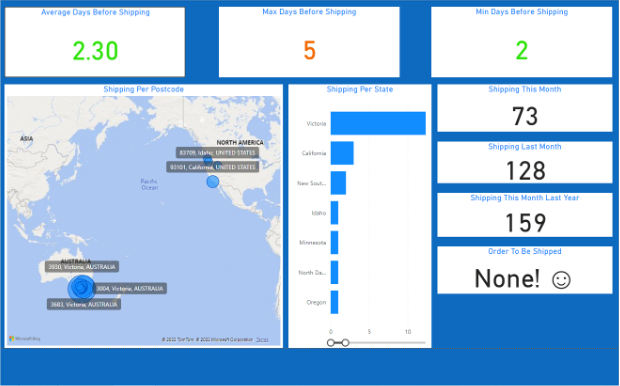 Average Days Before Shipping
2.30
Max Days Before Shipping
5
Min Days Before Shipping
2
Shipping Per Postcode
ASIA
NORTH AMERICA
83709, Idaho, UNITED STATES
90101, California, UNITED STATES
Pacific
Ocean
AUSTRALIA
3930, Victoria, AUSTRALIA
3004, Victoria, AUSTRALIA
3683, Victoria, AUSTRALIA
Microsoft Bing
© 2022 TomTom, © 2022 Microsoft Corporation Terms
Shipping Per State
Victoria
California
New Sout...
Idaho
Minnesota
North Da...
Oregon
0 5 10
Shipping This Month
73
Shipping Last Month
128
Shipping This Month Last Year
159
Order To Be Shipped
None! ☺